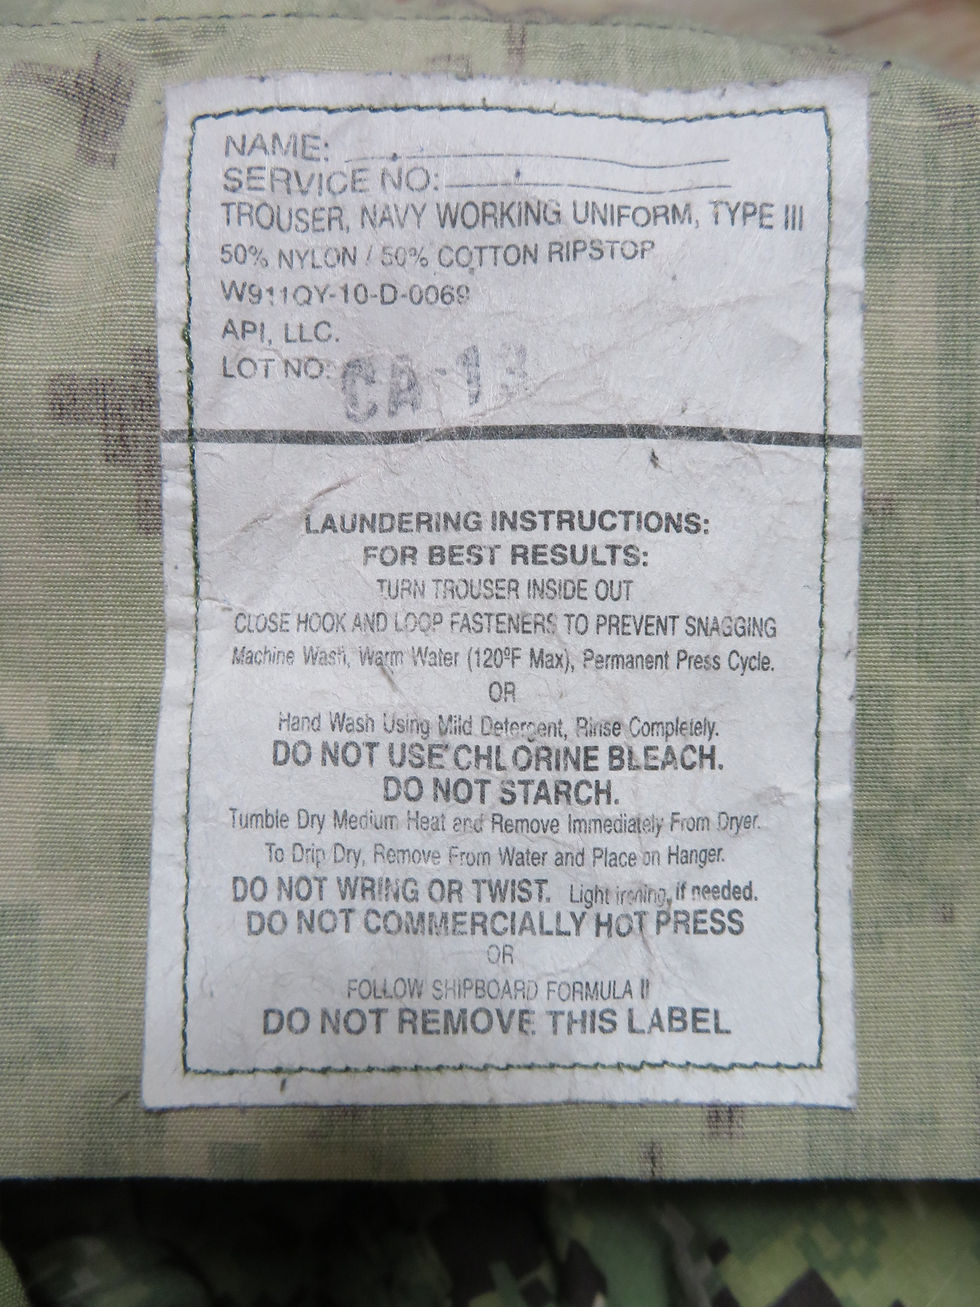 NAME:
SERVICE NO:
TROUSER, NAVY WORKING UNIFORM, TYPE III
50% NYLON / 50% COTTON RIPSTOP
W911QY-10-D-0069
API, LLC.
LOT NO: CA-13
LAUNDERING INSTRUCTIONS:
FOR BEST RESULTS:
TURN TROUSER INSIDE OUT
CLOSE HOOK AND LOOP FASTENERS TO PREVENT SNAGGING
Machine Wash, Warm Water (120ºF Max), Permanent Press Cycle.
OR
Hand Wash Using Mild Detergent, Rinse Completely.
DO NOT USE CHLORINE BLEACH.
DO NOT STARCH.
Tumble Dry Medium Heat and Remove Immediately From Dryer.
To Drip Dry, Remove From Water and Place on Hanger.
DO NOT WRING OR TWIST. Light ironing, if needed.
DO NOT COMMERCIALLY HOT PRESS
OR
FOLLOW SHIPBOARD FORMULA II
DO NOT REMOVE THIS LABEL